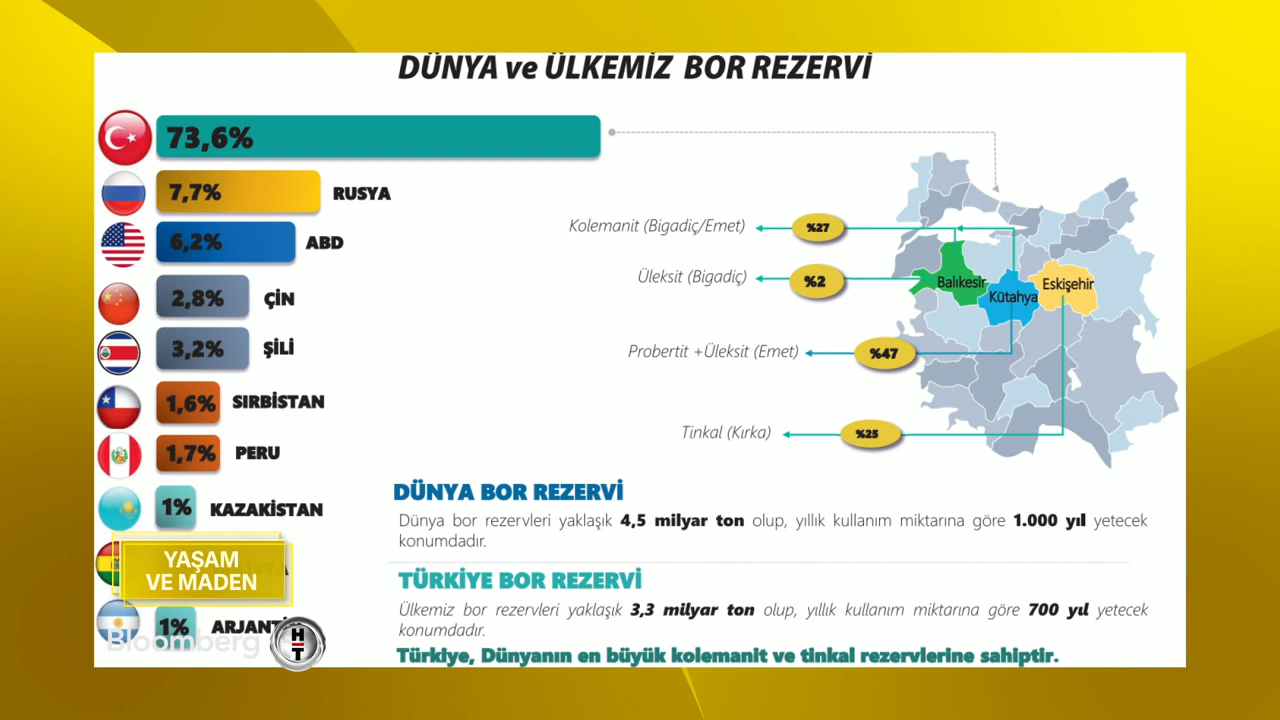 DÜNYA ve ÜLKEMİZ BOR REZERVİ
73,6%
7,7% RUSYA
6,2% ABD
2,8% ÇİN
3,2% ŞİLİ
1,6% SIRBİSTAN
1,7% PERU
1% KAZAKİSTAN
1%
Kolemanit (Bigadiç/Emet) %27
Üleksit (Bigadiç) %2
Probertit +Üleksit (Emet) %47
Tinkal (Kırka) %25
Balıkesir
Kütahya
Eskişehir
DÜNYA BOR REZERVİ
Dünya bor rezervleri yaklaşık 4,5 milyar ton olup, yıllık kullanım miktarına göre 1.000 yıl yetecek
konumdadır.
TÜRKİYE BOR REZERVİ
Ülkemiz bor rezervleri yaklaşık 3,3 milyar ton olup, yıllık kullanım miktarına göre 700 yıl yetecek
konumdadır.
Türkiye, Dünyanın en büyük kolemanit ve tinkal rezervlerine sahiptir.
YAŞAM
VE MADEN
Bloomberg
HT